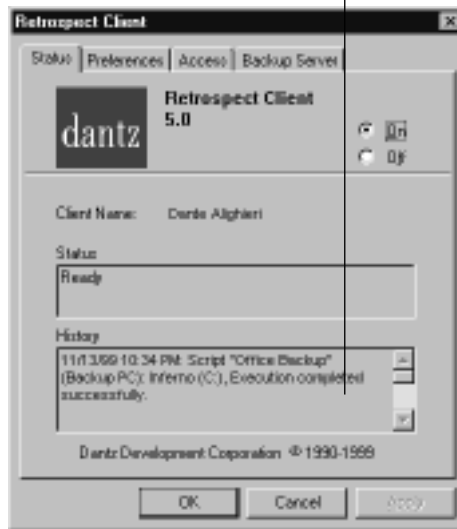 Retrospect Client
Status Preferences Access Backup Server
dantz
Retrospect Client
5.0
On
Off
Client Name: Dante Alighieri
Status
Ready
History
11/13/99 10:34 PM: Script "Office Backup"
(Backup PC): Inferno (C:), Execution completed
successfully.
Dantz Development Corporation © 1990-1999
OK Cancel Apply